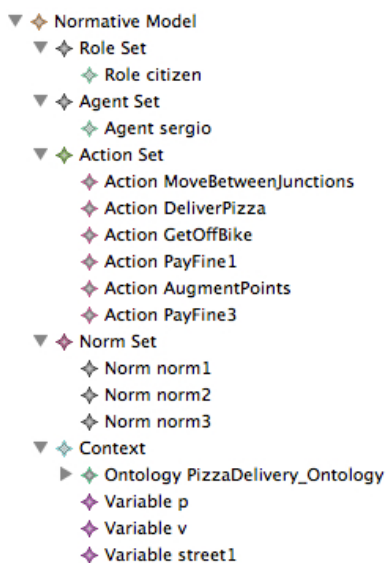 Normative Model
Role Set
Role citizen
Agent Set
Agent sergio
Action Set
Action MoveBetweenJunctions
Action DeliverPizza
Action GetOffBike
Action PayFine1
Action AugmentPoints
Action PayFine3
Norm Set
Norm norm1
Norm norm2
Norm norm3
Context
Ontology PizzaDelivery_Ontology
Variable p
Variable v
Variable street1